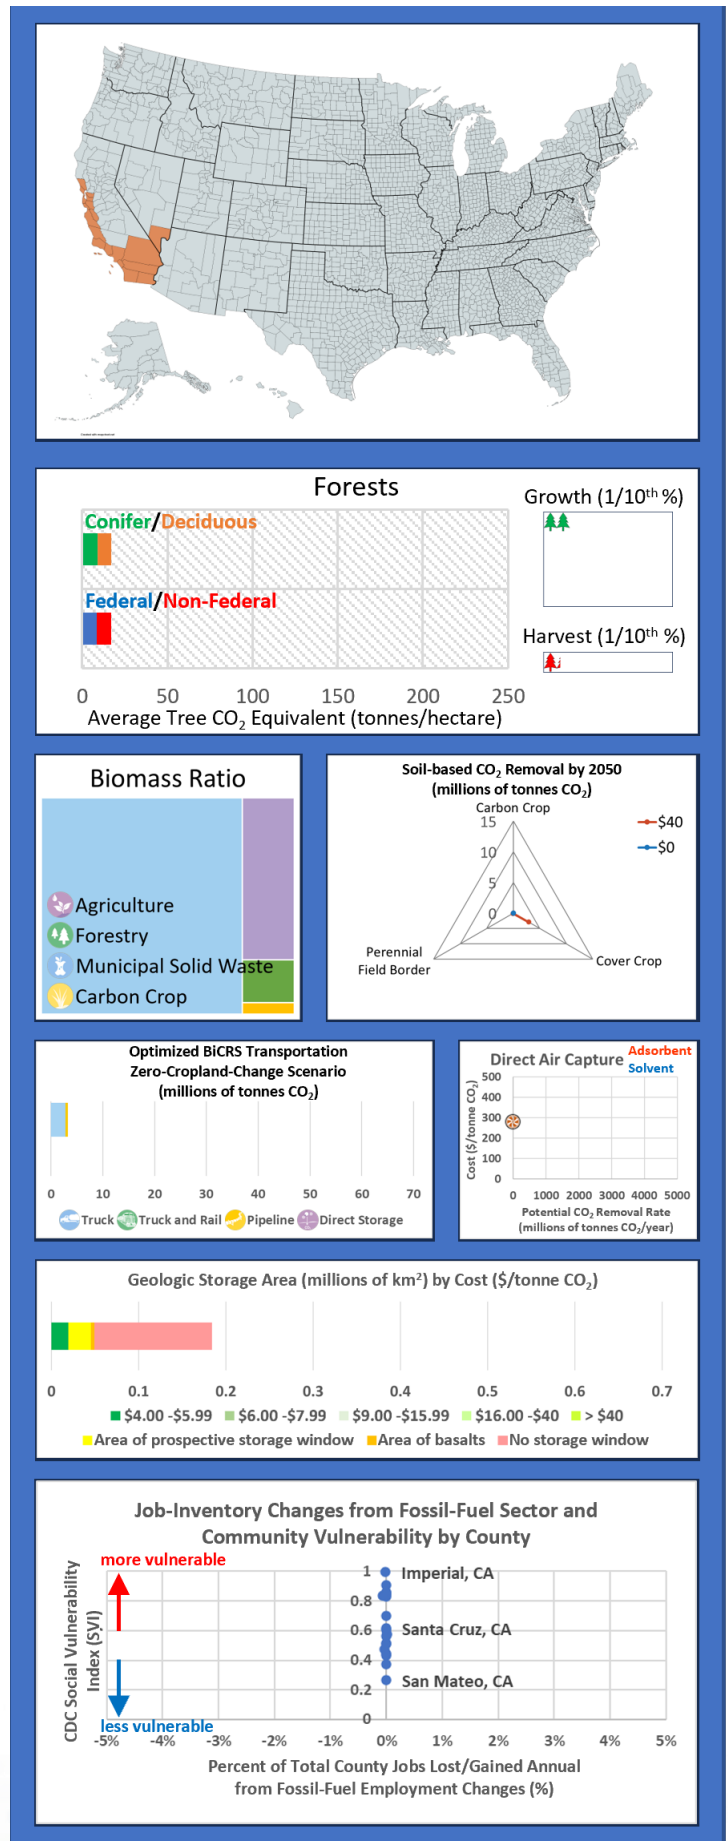 Forests
Conifer/Deciduous
Federal/Non-Federal
0 50 100 150 200 250
Average Tree CO₂ Equivalent (tonnes/hectare)
Growth (1/10th %)
Harvest (1/10th %)
Biomass Ratio
Agriculture
Forestry
Municipal Solid Waste
Carbon Crop
Soil-based CO₂ Removal by 2050
(millions of tonnes CO₂)
Carbon Crop
15
10
5
0
$40
$0
Perennial
Field Border
Cover Crop
Optimized BiCRS Transportation
Zero-Cropland-Change Scenario
(millions of tonnes CO₂)
0 10 20 30 40 50 60 70
Truck Truck and Rail Pipeline Direct Storage
Direct Air Capture
Adsorbent
Solvent
Cost ($/tonne CO₂)
500
400
300
200
100
0
0 1000 2000 3000 4000 5000
Potential CO₂ Removal Rate
(millions of tonnes CO₂/year)
Geologic Storage Area (millions of km²) by Cost ($/tonne CO₂)
0 0.1 0.2 0.3 0.4 0.5 0.6 0.7
$4.00 -$5.99 $6.00 -$7.99 $9.00 -$15.99 $16.00 -$40 > $40
Area of prospective storage window Area of basalts No storage window
Job-Inventory Changes from Fossil-Fuel Sector and
Community Vulnerability by County
more vulnerable
less vulnerable
CDC Social Vulnerability
Index (SVI)
1
0.8
0.6
0.4
0.2
0
Imperial, CA
Santa Cruz, CA
San Mateo, CA
-5% -4% -3% -2% -1% 0% 1% 2% 3% 4% 5%
Percent of Total County Jobs Lost/Gained Annual
from Fossil-Fuel Employment Changes (%)